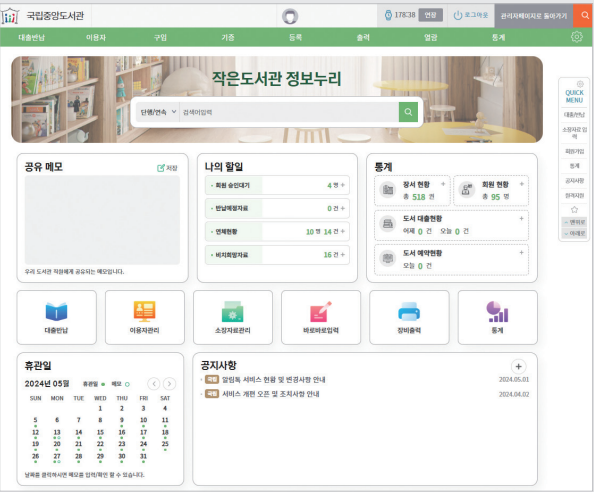 국립중앙도서관
178:38 연장 로그아웃 관리자페이지로 돌아가기
대출반납 이용자 구입 기증 등록 출력 열람 통계
작은도서관 정보누리
단행/연속 검색어입력
QUICK
MENU
대출/반납
소장자료 입
력
회원가입
통계
공지사항
원격지원
맨위로
아래로
공유 메모 저장
우리 도서관 직원에게 공유되는 메모입니다.
나의 할일
회원 승인대기 4 명 +
반납예정자료 0 건 +
연체현황 10 명 14 건 +
비치희망자료 16 건 +
통계
장서 현황 +
총 518 건
회원 현황 +
총 95 명
도서 대출현황 +
어제 0 건 오늘 0 건
도서 예약현황 +
오늘 0 건
대출반납 이용자관리 소장자료관리 바로바로입력 장비출력 통계
휴관일
2024년 05월 휴관일 메모
SUN MON TUE WED THU FRI SAT
1 2 3 4
5 6 7 8 9 10 11
12 13 14 15 16 17 18
19 20 21 22 23 24 25
26 27 28 29 30 31
날짜를 클릭하시면 메모를 입력/확인 할 수 있습니다.
공지사항 +
알림톡 서비스 현황 및 변경사항 안내 2024.05.01
서비스 개편 오픈 및 조치사항 안내 2024.04.02